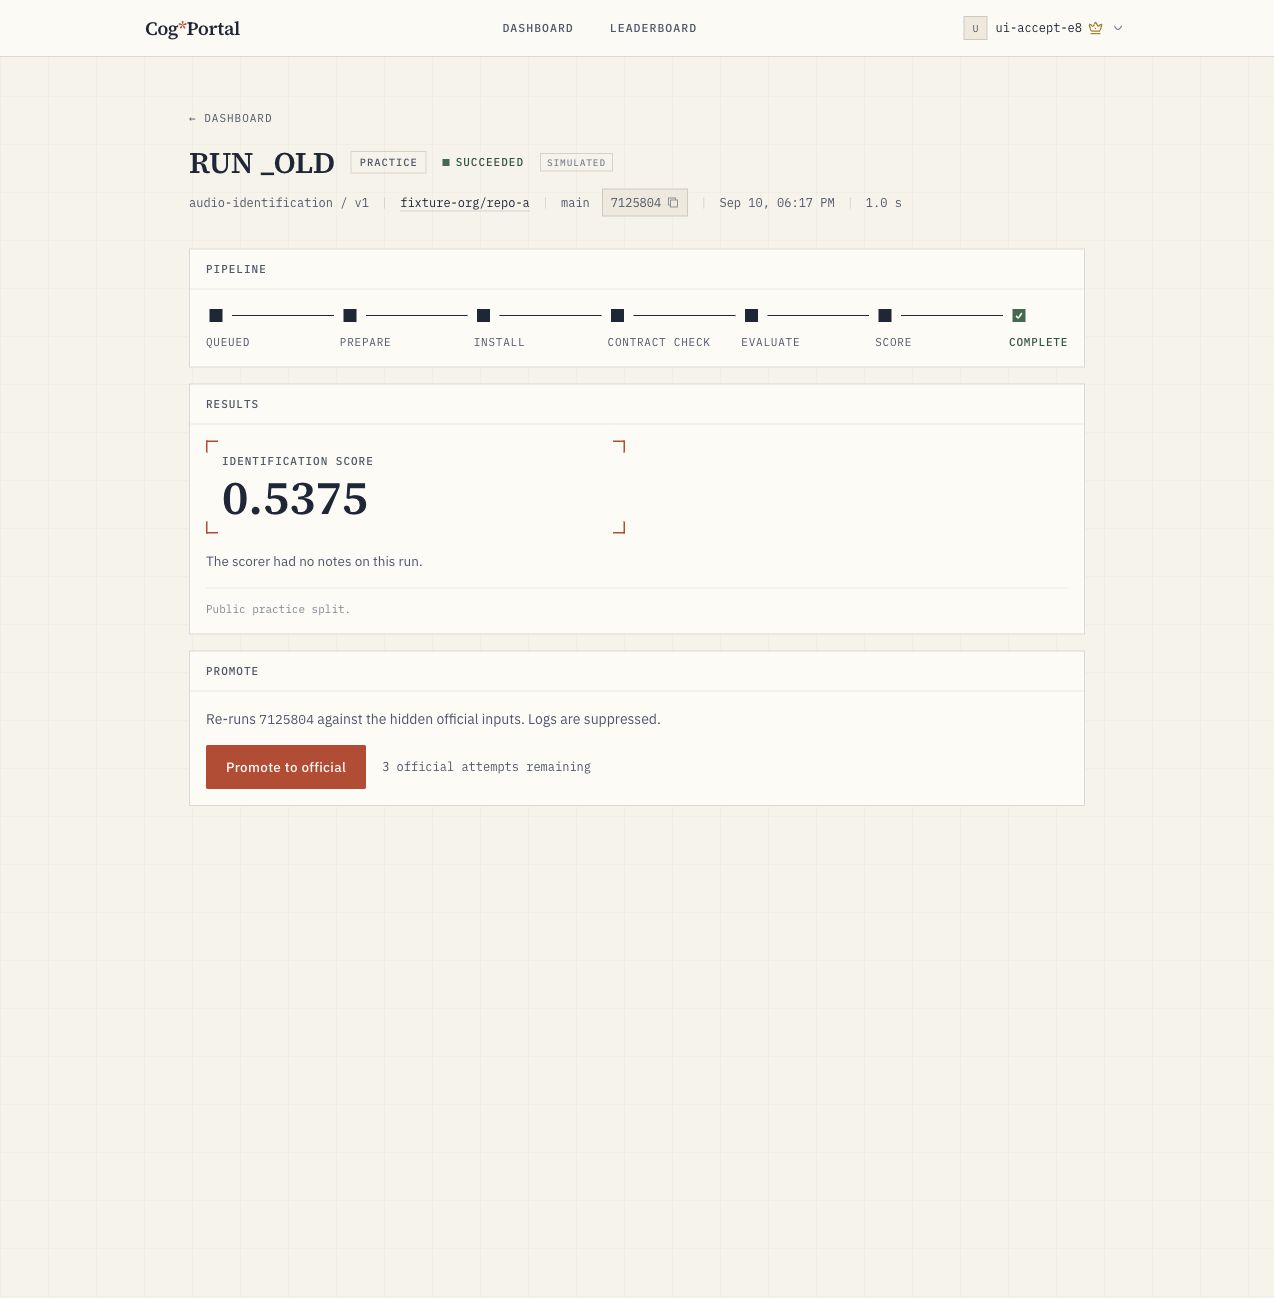 Cog*Portal DASHBOARD LEADERBOARD U ui-accept-e8
← DASHBOARD
RUN _OLD PRACTICE SUCCEEDED SIMULATED
audio-identification / v1 fixture-org/repo-a main 7125804 Sep 10, 06:17 PM 1.0 s
PIPELINE
QUEUED PREPARE INSTALL CONTRACT CHECK EVALUATE SCORE COMPLETE
RESULTS
IDENTIFICATION SCORE
0.5375
The scorer had no notes on this run.
Public practice split.
PROMOTE
Re-runs 7125804 against the hidden official inputs. Logs are suppressed.
Promote to official 3 official attempts remaining